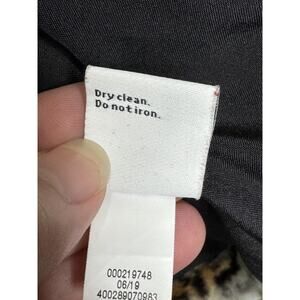 Dry clean.
Do not iron.
000219748
06/19
400289070983